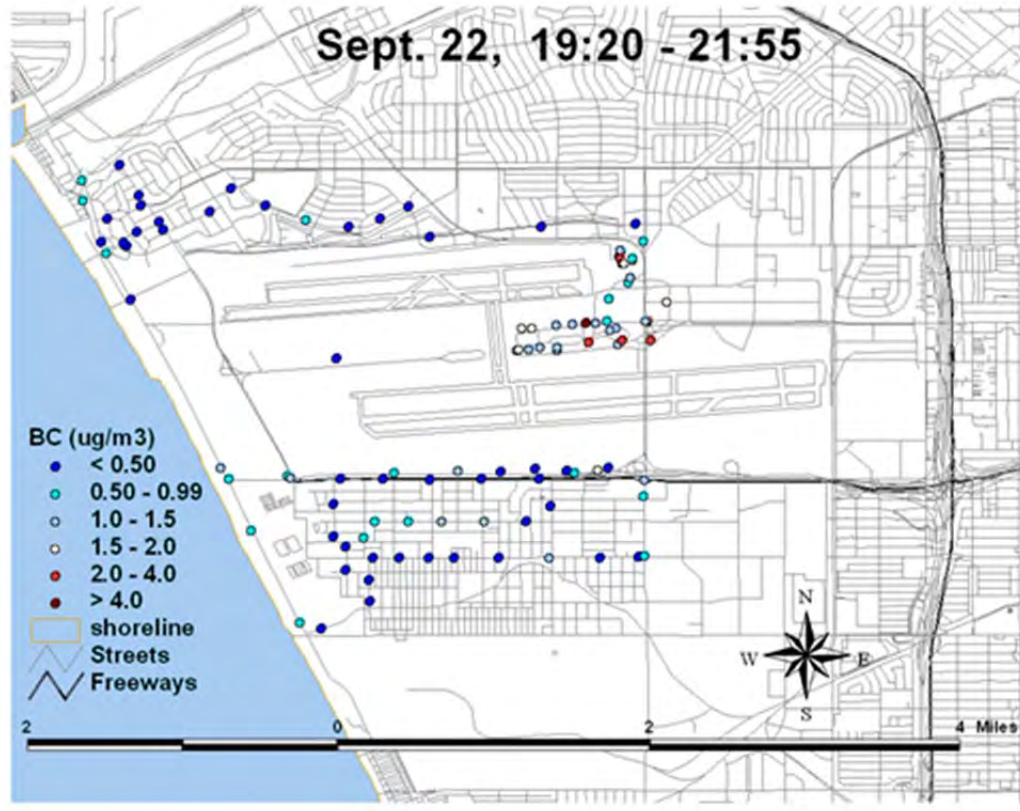 Sept. 22, 19:20 - 21:55
BC (ug/m3)
< 0.50
0.50 - 0.99
1.0 - 1.5
1.5 - 2.0
2.0 - 4.0
> 4.0
shoreline
Streets
Freeways
N
W E
S
2 0 2 4 Miles